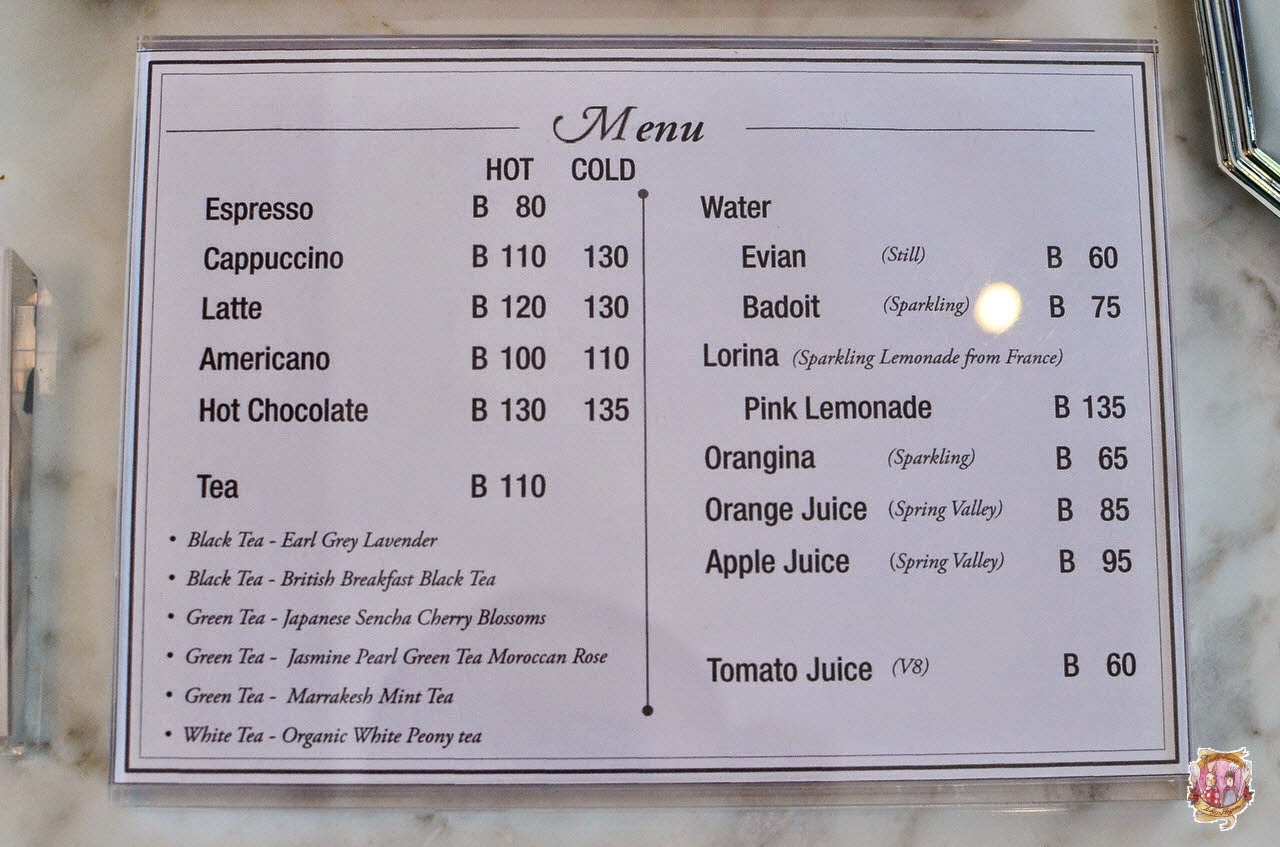 Menu
HOT COLD
Espresso B 80
Cappuccino B 110 130
Latte B 120 130
Americano B 100 110
Hot Chocolate B 130 135
Tea B 110
• Black Tea - Earl Grey Lavender
• Black Tea - British Breakfast Black Tea
• Green Tea - Japanese Sencha Cherry Blossoms
• Green Tea - Jasmine Pearl Green Tea Moroccan Rose
• Green Tea - Marrakesh Mint Tea
• White Tea - Organic White Peony tea
Water
Evian (Still) B 60
Badoit (Sparkling) B 75
Lorina (Sparkling Lemonade from France)
Pink Lemonade B 135
Orangina (Sparkling) B 65
Orange Juice (Spring Valley) B 85
Apple Juice (Spring Valley) B 95
Tomato Juice (V8) B 60